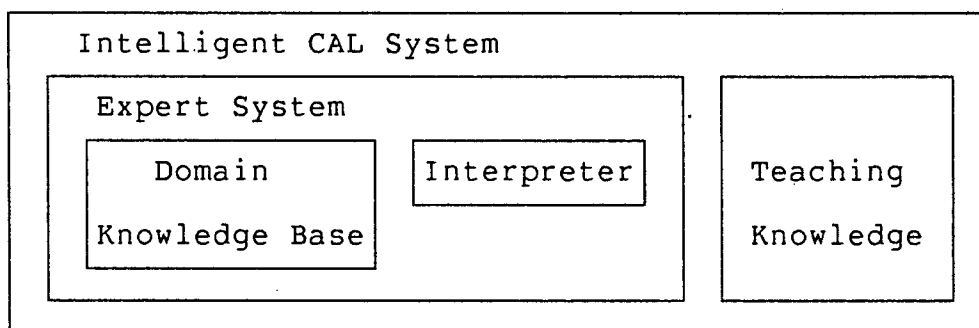 Intelligent CAL System
Expert System
Domain
Knowledge Base
Interpreter
Teaching
Knowledge